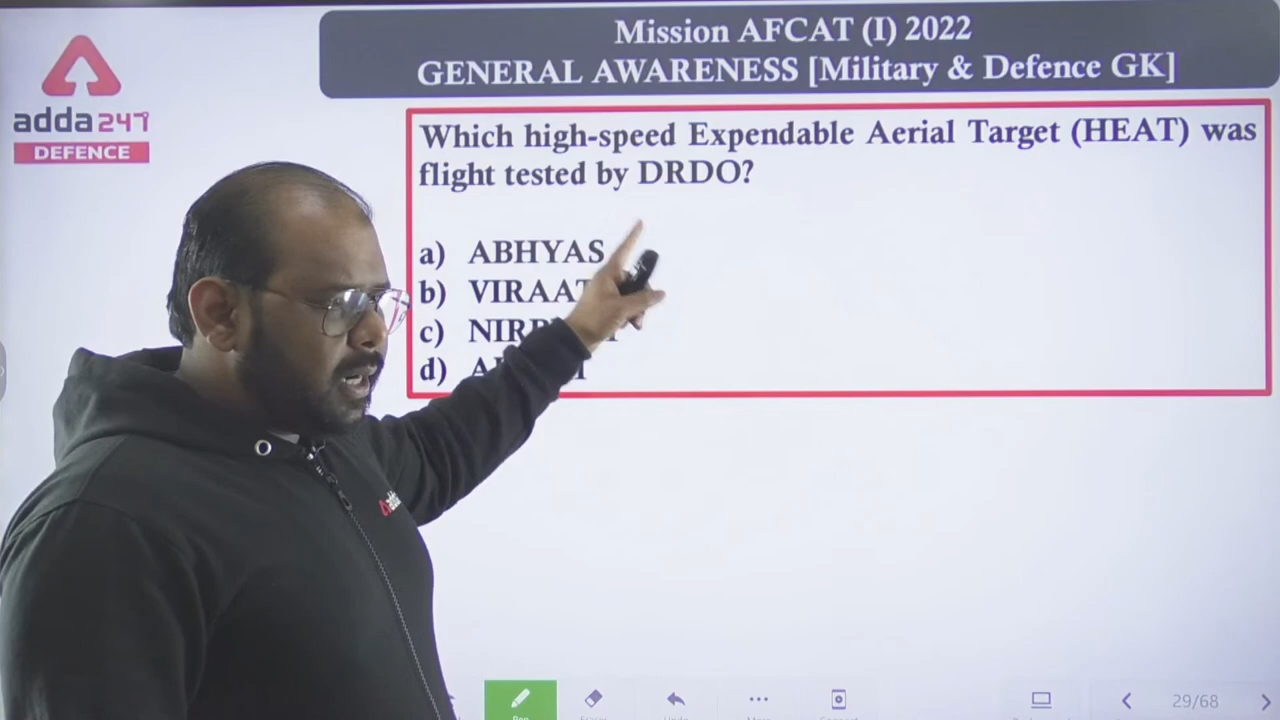 Mission AFCAT (I) 2022
GENERAL AWARENESS [Military & Defence GK]
adda247
DEFENCE
Which high-speed Expendable Aerial Target (HEAT) was
flight tested by DRDO?
a) ABHYAS
b) VIRAAT
c)
d)
adda
29/68